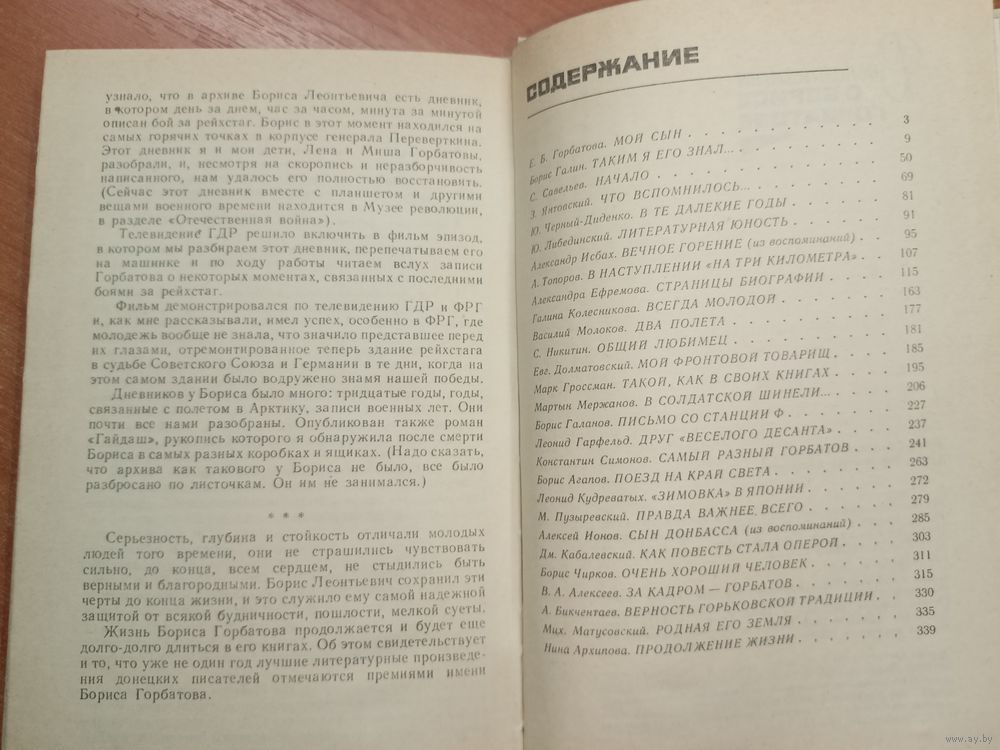 узнало, что в архиве Бориса Леонтьевича есть дневник,
в котором день за днем, час за часом, минута за минутой
описан бой за рейхстаг. Борис в этот момент находился на
самых горячих точках в корпусе генерала Переверткина.
Этот дневник я и мои дети, Лена и Миша Горбатовы,
разобрали, и, несмотря на скоропись и неразборчивость
написанного, нам удалось его полностью восстановить.
(Сейчас этот дневник вместе с планшетом и другими
вещами военного времени находится в Музее революции,
в разделе «Отечественная война»).
Телевидение ГДР решило включить в фильм эпизод,
в котором мы разбираем этот дневник, перепечатываем его
на машинке и по ходу работы читаем вслух записи
Горбатова о некоторых моментах, связанных с последними
боями за рейхстаг.
Фильм демонстрировался по телевидению ГДР и ФРГ
и, как мне рассказывали, имел успех, особенно в ФРГ, где
молодежь вообще не знала, что значило представшее перед
их глазами, отремонтированное теперь здание рейхстага
в судьбе Советского Союза и Германии в те дни, когда на
этом самом здании было водружено знамя нашей победы.
Дневников у Бориса было много: тридцатые годы, годы,
связанные с полетом в Арктику, записи военных лет. Они
почти все нами разобраны. Опубликован также роман
«Гайдаш», рукопись которого я обнаружила после смерти
Бориса в самых разных коробках и ящиках. (Надо сказать,
что архива как такового у Бориса не было, все было
разбросано по листочкам. Он им не занимался.)
* * *
Серьезность, глубина и стойкость отличали молодых
людей того времени, они не страшились чувствовать
сильно, до конца, всем сердцем, не стыдились быть
верными и благородными. Борис Леонтьевич сохранил эти
черты до конца жизни, и это служило ему самой надежной
защитой от всякой будничности, пошлости, мелкой суеты.
Жизнь Бориса Горбатова продолжается и будет еще
долго-долго длиться в его книгах. Об этом свидетельствует
и то, что уже не один год лучшие литературные произведе-
ния донецких писателей отмечаются премиями имени
Бориса Горбатова.
СОДЕРЖАНИЕ
Е. Б. Горбатова. МОЙ СЫН . . . . . . . . . 3
Борис Галин. ТАКИМ Я ЕГО ЗНАЛ... . . . . . . . 9
С. Савельев. НАЧАЛО . . . . . . . . . . 50
З. Янтовский. ЧТО ВСПОМНИЛОСЬ... . . . . . . . 69
Ю. Черный-Диденко. В ТЕ ДАЛЕКИЕ ГОДЫ . . . . . 81
Ю. Либединский. ЛИТЕРАТУРНАЯ ЮНОСТЬ . . . . . 91
Александр Исбах. ВЕЧНОЕ ГОРЕНИЕ (из воспоминаний) . . 95
А. Топоров. В НАСТУПЛЕНИИ «НА ТРИ КИЛОМЕТРА» . . 107
Александра Ефремова. СТРАНИЦЫ БИОГРАФИИ . . . . 115
Галина Колесникова. ВСЕГДА МОЛОДОЙ . . . . . . 163
Василий Молоков. ДВА ПОЛЕТА . . . . . . . . 177
С. Никитин. ОБЩИЙ ЛЮБИМЕЦ . . . . . . . . 181
Евг. Долматовский. МОЙ ФРОНТОВОЙ ТОВАРИЩ . . . . 185
Марк Гроссман. ТАКОЙ, КАК В СВОИХ КНИГАХ . . . . 195
Мартын Мержанов. В СОЛДАТСКОЙ ШИНЕЛИ... . . . . 206
Борис Галанов. ПИСЬМО СО СТАНЦИИ Ф . . . . . . 227
Леонид Гарфельд. ДРУГ «ВЕСЕЛОГО ДЕСАНТА» . . . . 237
Константин Симонов. САМЫЙ РАЗНЫЙ ГОРБАТОВ . . . 241
Борис Агапов. ПОЕЗД НА КРАЙ СВЕТА . . . . . . 263
Леонид Кудреватых. «ЗИМОВКА» В ЯПОНИИ . . . . . 272
М. Пузыревский. ПРАВДА ВАЖНЕЕ ВСЕГО . . . . . 279
Алексей Ионов. СЫН ДОНБАССА (из воспоминаний) . . . 285
Дм. Кабалевский. КАК ПОВЕСТЬ СТАЛА ОПЕРОЙ . . . . 303
Борис Чирков. ОЧЕНЬ ХОРОШИЙ ЧЕЛОВЕК . . . . . 311
В. А. Алексеев. ЗА КАДРОМ — ГОРБАТОВ . . . . . 315
А. Бикчентаев. ВЕРНОСТЬ ГОРЬКОВСКОЙ ТРАДИЦИИ . . 330
Мих. Матусовский. РОДНАЯ ЕГО ЗЕМЛЯ . . . . . . 335
Нина Архипова. ПРОДОЛЖЕНИЕ ЖИЗНИ . . . . . . 339
www.ay.by